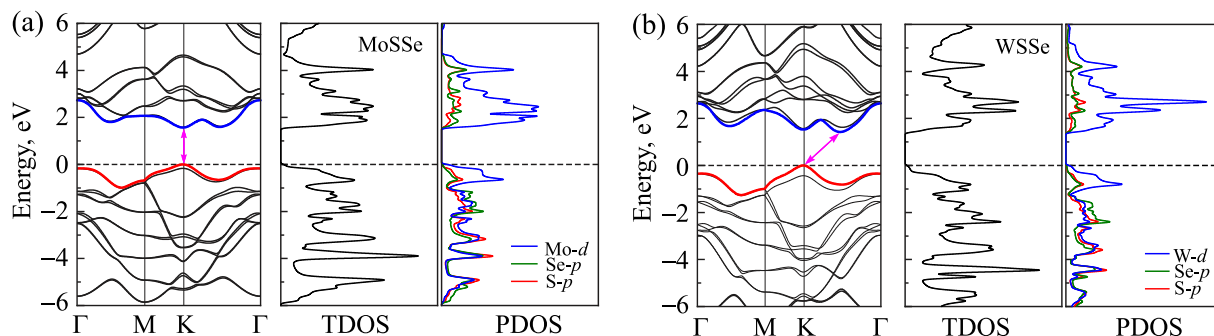 (a)
Energy, eV
6
4
2
0
−2
−4
−6
Γ M K Γ
MoSSe
TDOS
Mo-d
Se-p
S-p
PDOS
(b)
Energy, eV
6
4
2
0
−2
−4
−6
Γ M K Γ
WSSe
TDOS
W-d
Se-p
S-p
PDOS